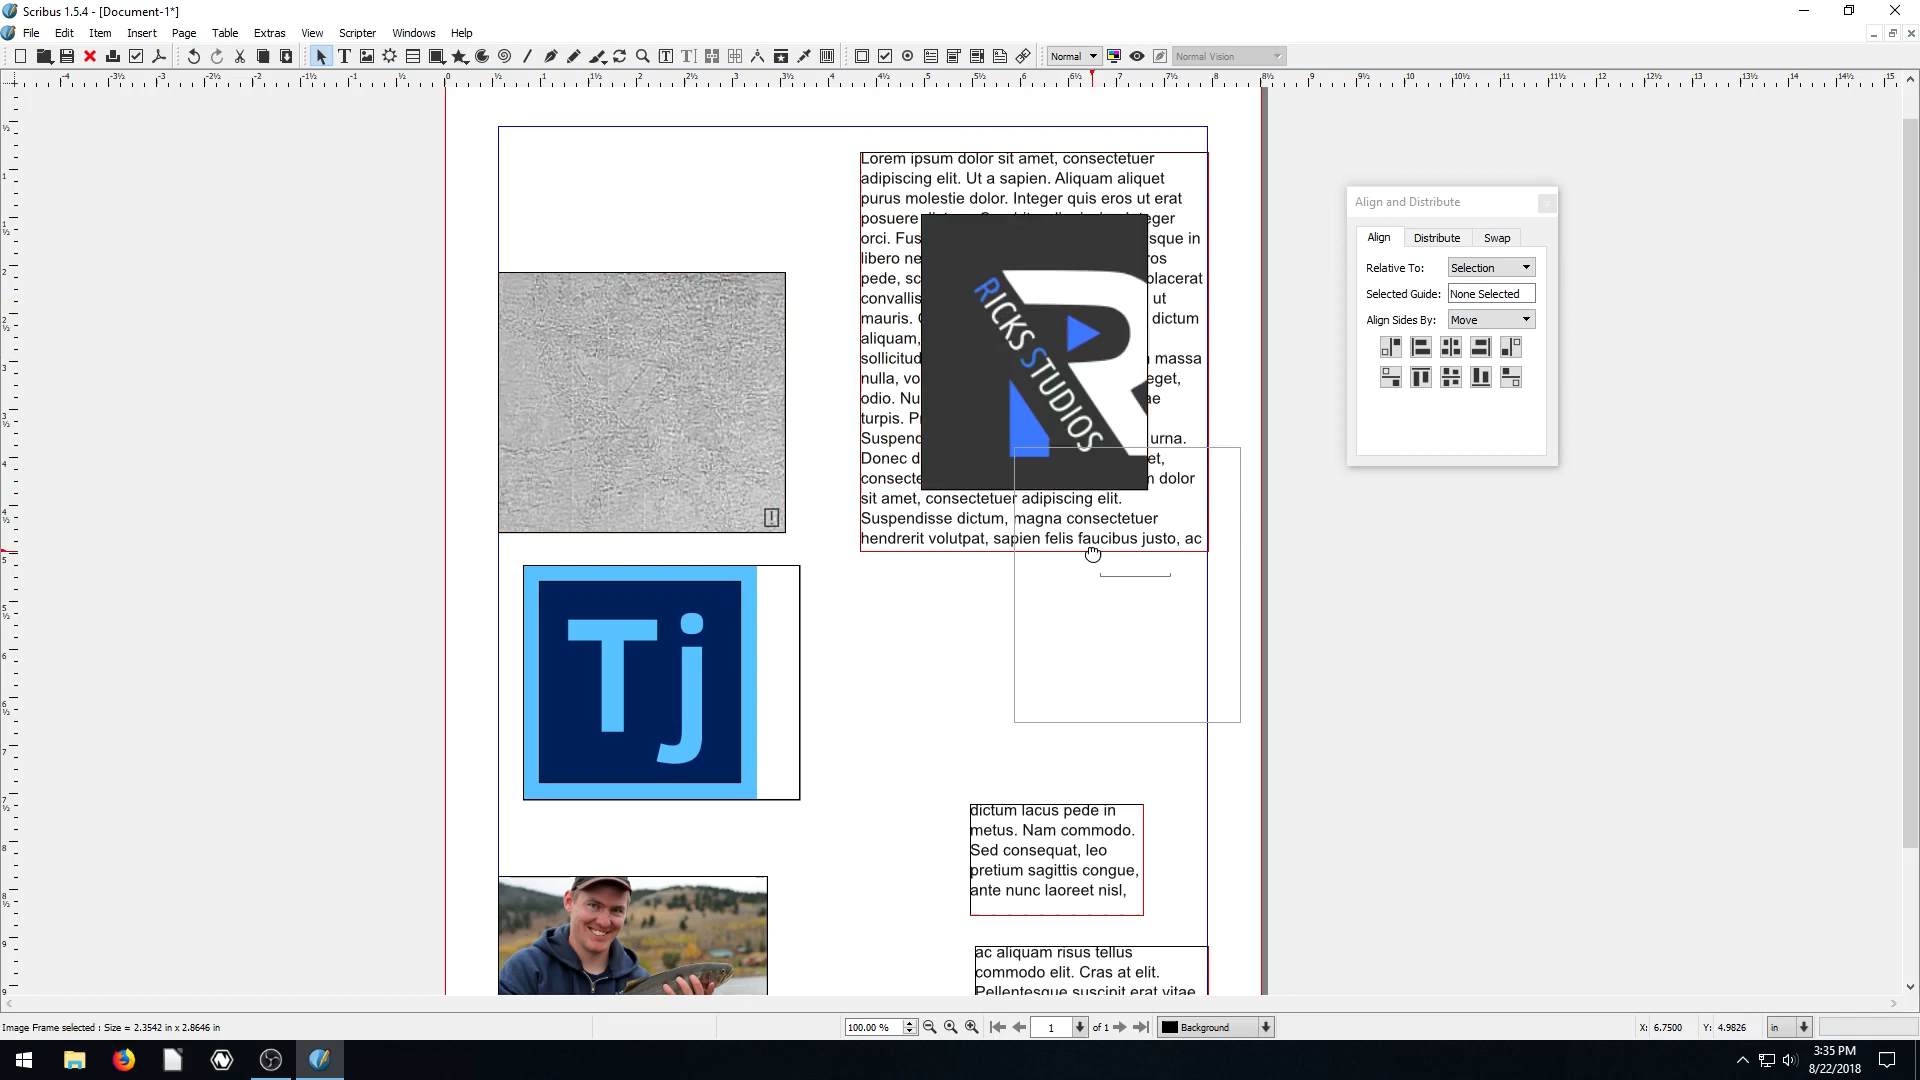 Scribus 1.5.4 - [Document-1*]
File Edit Item Insert Page Table Extras View Scripter Windows Help
Normal
Normal Vision
Lorem ipsum dolor sit amet, consectetuer
adipiscing elit. Ut a sapien. Aliquam aliquet
purus molestie dolor. Integer quis eros ut erat
posuere
orci. Fus sque in
libero ne ros
pede, sc placerat
convallis ut
mauris. dictum
aliquam,
sollicitud massa
nulla, vo eget,
odio. Nu ae
turpis. P
Suspend urna.
Donec d et,
consecte dolor
sit amet, consectetuer adipiscing elit.
Suspendisse dictum, magna consectetuer
hendrerit volutpat, sapien felis faucibus justo, ac
RICKS STUDIOS
R
Tj
dictum lacus pede in
metus. Nam commodo.
Sed consequat, leo
pretium sagittis congue,
ante nunc laoreet nisl,
ac aliquam risus tellus
commodo elit. Cras at elit.
Pellentesque suscipit erat vitae
Align and Distribute
Align Distribute Swap
Relative To: Selection
Selected Guide: None Selected
Align Sides By: Move
Image Frame selected : Size = 2.3542 in x 2.8646 in
100.00 %
1 of 1
Background
X: 6.7500 Y: 4.9826 in
3:35 PM
8/22/2018